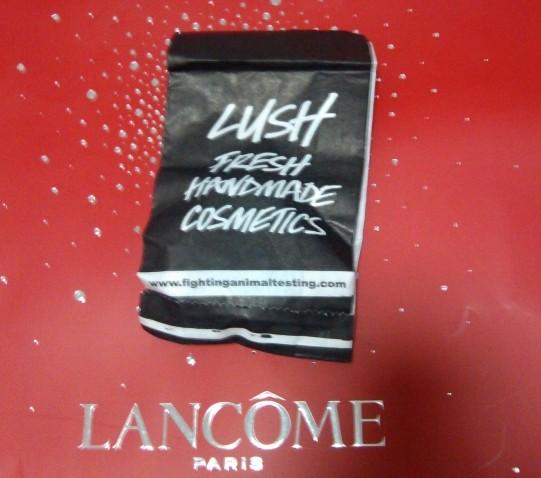 LUSH
FRESH
HANDMADE
COSMETICS
www.fightinganimaltesting.com
LANCÔME
PARIS